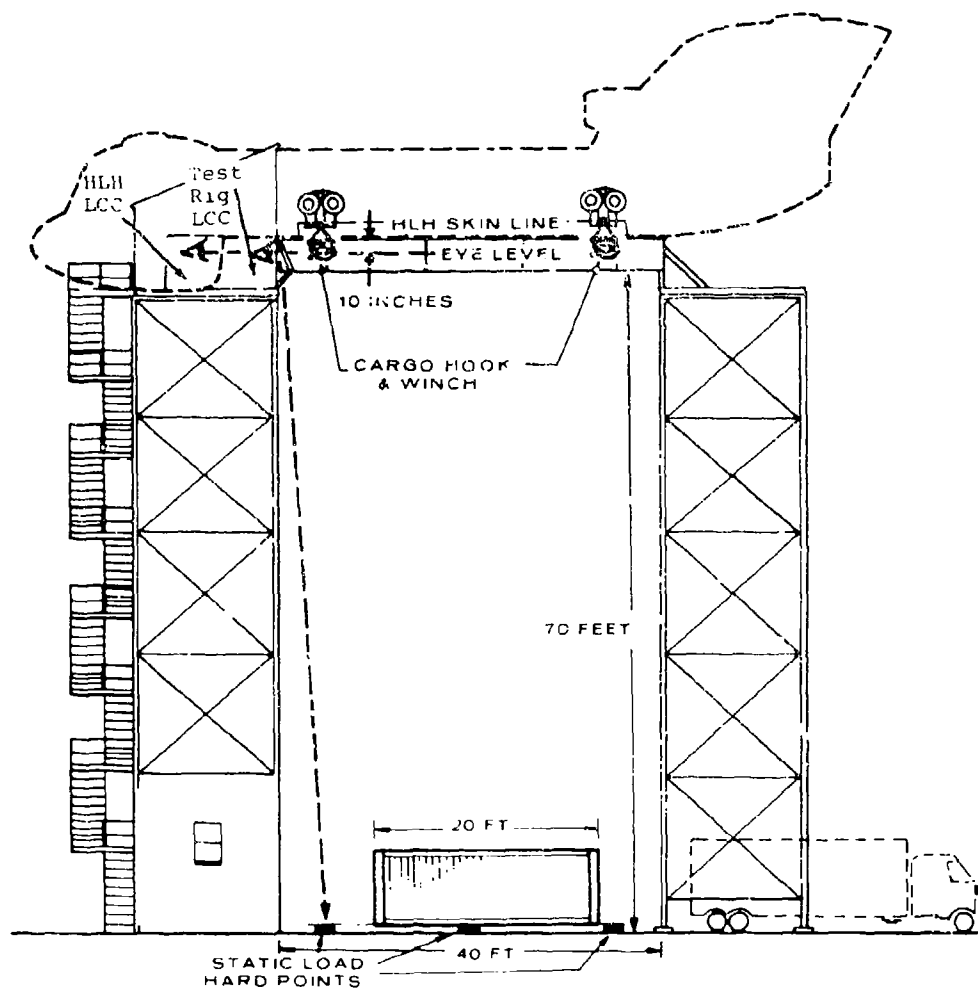 HLH
LCC
Test
Rig
LCC
HLH SKIN LINE
EYE LEVEL
10 INCHES
CARGO HOOK
& WINCH
70 FEET
20 FT
40 FT
STATIC LOAD
HARD POINTS